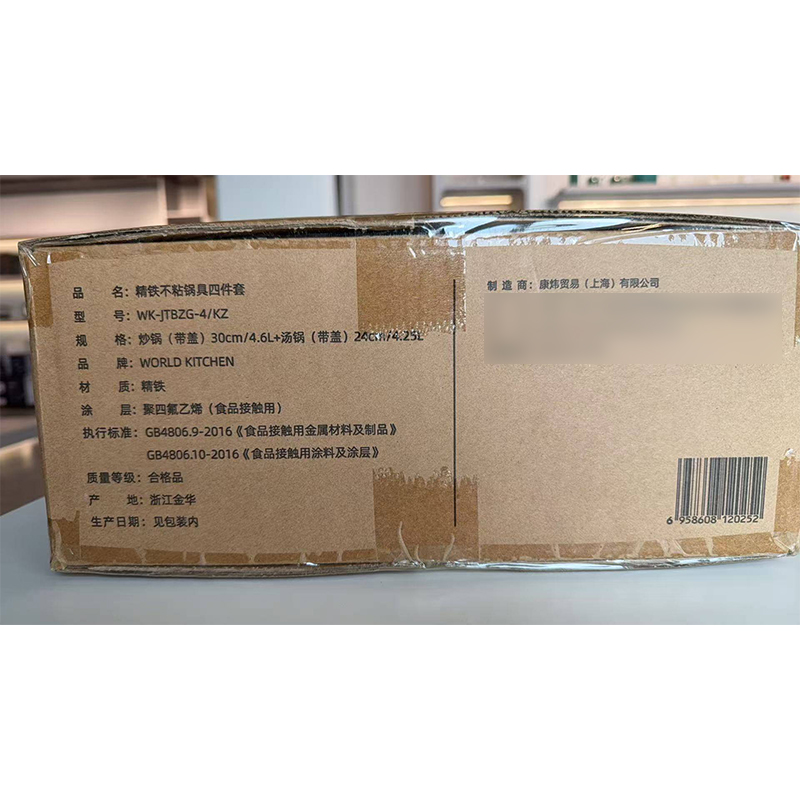 品 名：精铁不粘锅具四件套
型 号：WK-JTBZG-4/KZ
规 格：炒锅（带盖）30cm/4.6L+汤锅（带盖）24cm/4.25L
品 牌：WORLD KITCHEN
材 质：精铁
涂 层：聚四氟乙烯（食品接触用）
执行标准：GB4806.9-2016《食品接触用金属材料及制品》
GB4806.10-2016《食品接触用涂料及涂层》
质量等级：合格品
产 地：浙江金华
生产日期：见包装内
制 造 商：康炜贸易（上海）有限公司
6 958608 120252